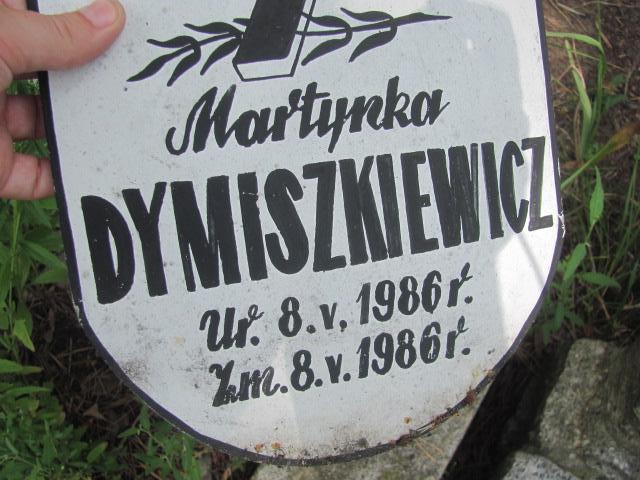 Martynka
DYMISZKIEWICZ
Ur. 8.v, 1986 r.
Zm. 8.v. 1986 r.